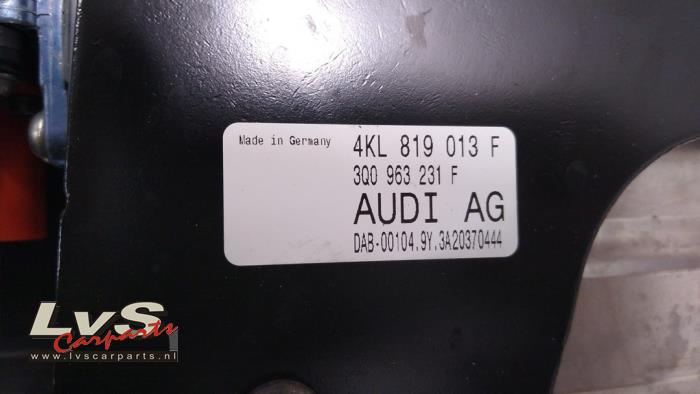 Made in Germany
4KL 819 013 F
3Q0 963 231 F
AUDI AG
DAB-00104.9Y.3A20370444
LvS
Carparts
www.lvscarparts.nl